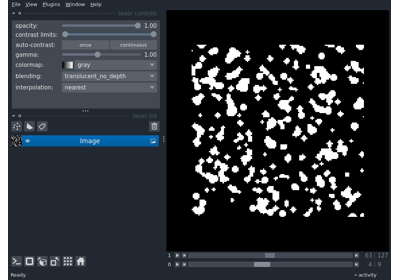 File View Plugins Window Help
layer controls
opacity: 1.00
contrast limits:
auto-contrast: once continuous
gamma: 1.00
colormap: gray
blending: translucent_no_depth
interpolation: nearest
layer list
Image
1 63 127
0 4 9
Ready activity